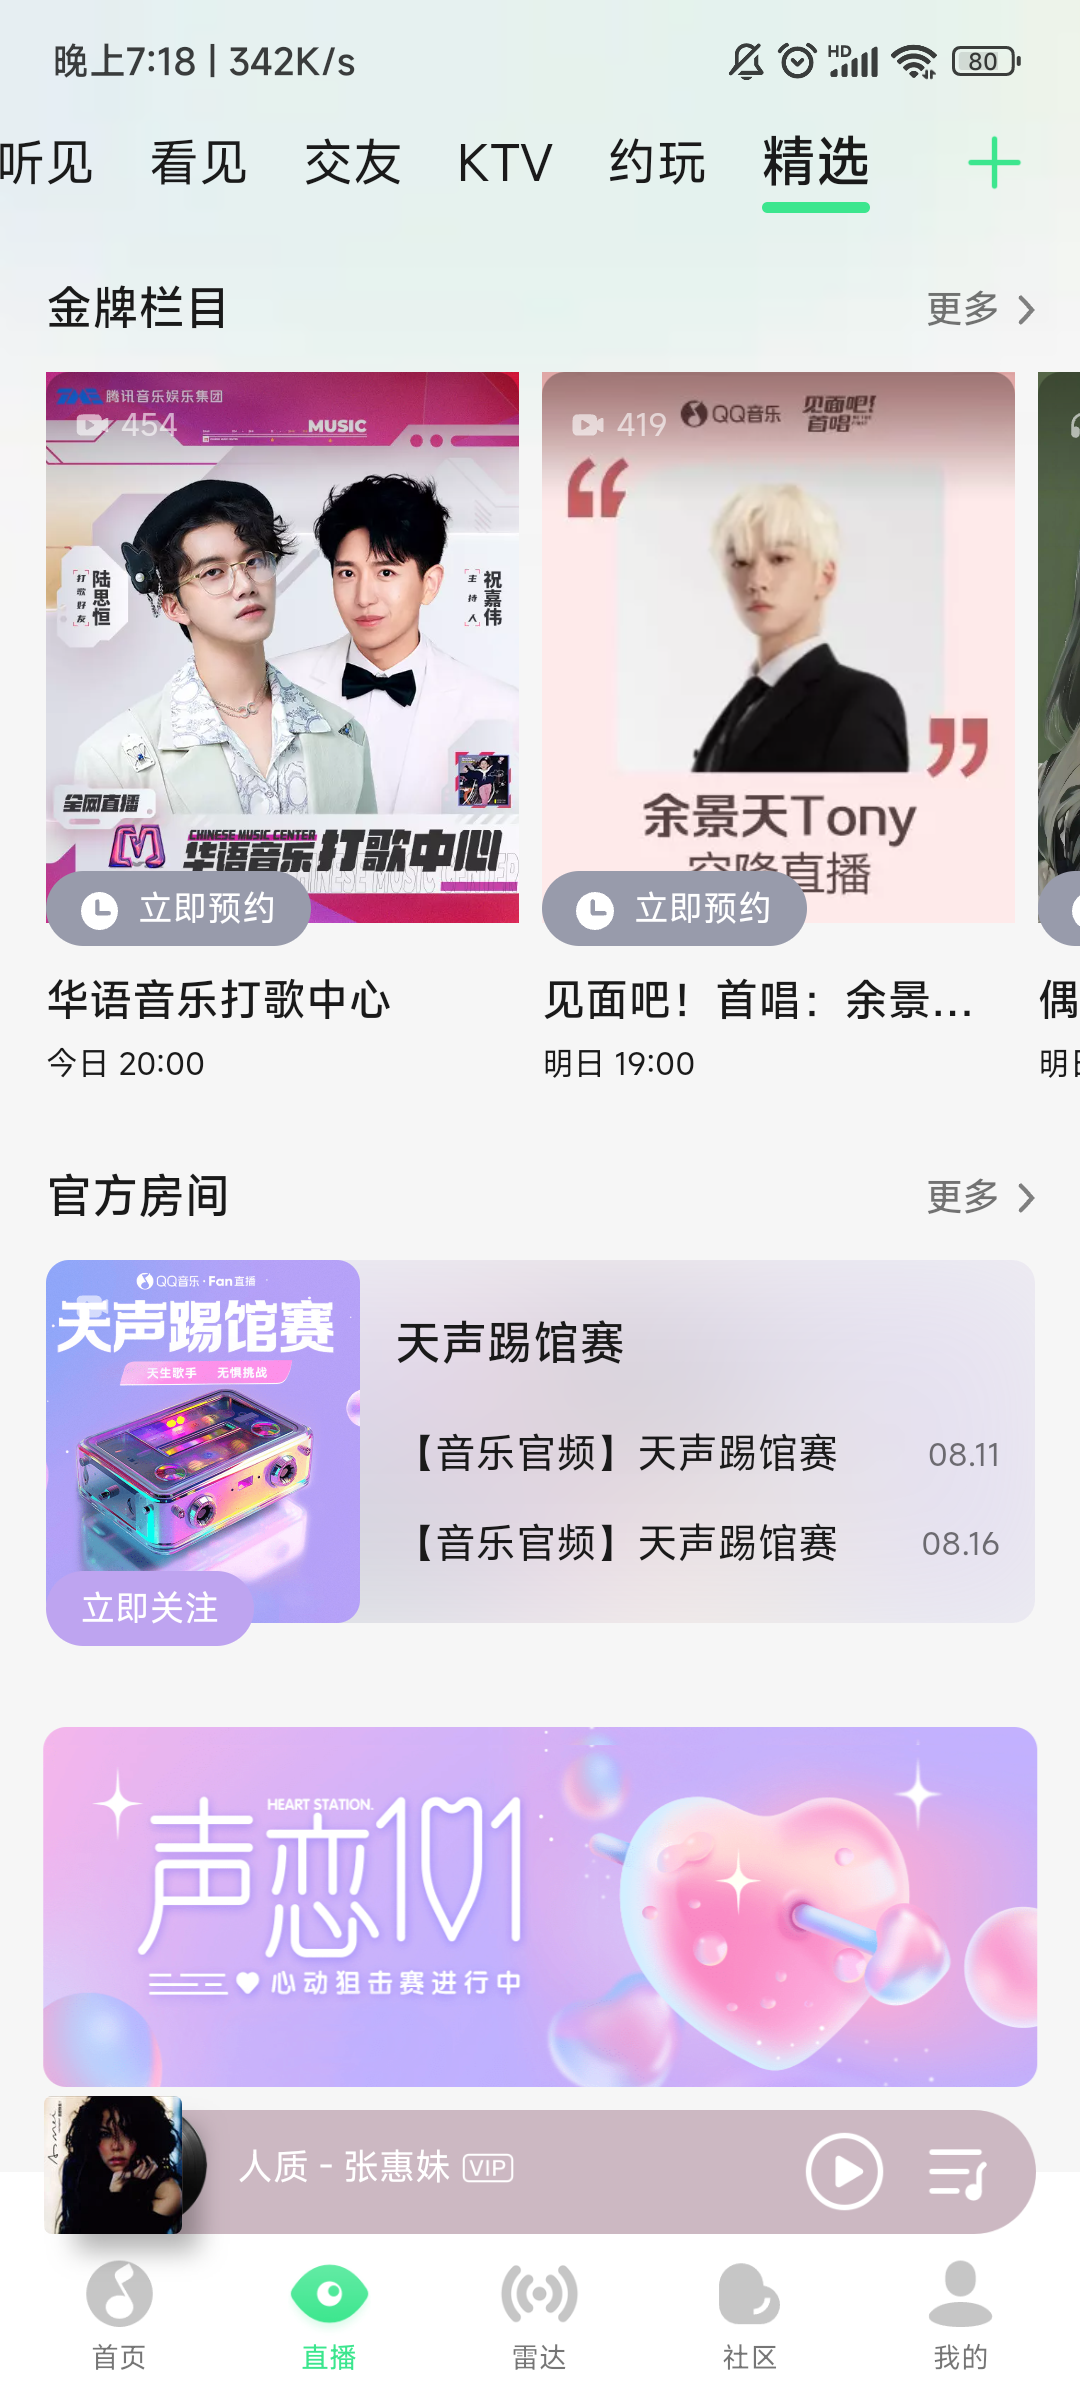 晚上7:18 | 342K/s
HD
80
听见 看见 交友 KTV 约玩 精选
金牌栏目
更多
腾讯音乐娱乐集团
454
MUSIC
打歌好友
陆思恒
主持人
祝嘉伟
全网直播
CHINESE MUSIC CENTER
华语音乐打歌中心
立即预约
华语音乐打歌中心
今日 20:00
419
QQ音乐
见面吧!
首唱
余景天Tony
空降直播
立即预约
见面吧！首唱：余景...
明日 19:00
偶
明日
官方房间
更多
QQ音乐·Fan直播
天声踢馆赛
天生歌手 无惧挑战
立即关注
天声踢馆赛
【音乐官频】天声踢馆赛 08.11
【音乐官频】天声踢馆赛 08.16
HEART STATION.
声恋101
心动狙击赛进行中
人质 - 张惠妹 VIP
首页 直播 雷达 社区 我的